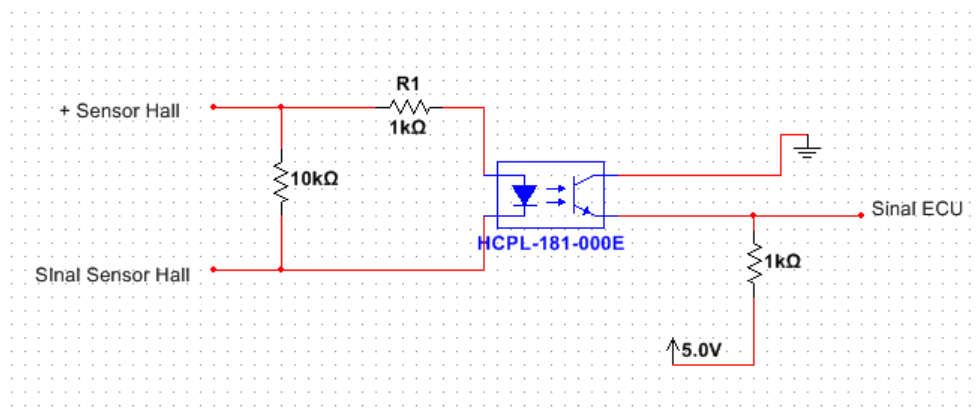 R1
+ Sensor Hall
1kΩ
10kΩ
Sinal ECU
HCPL-181-000E
1kΩ
SInal Sensor Hall
5.0V